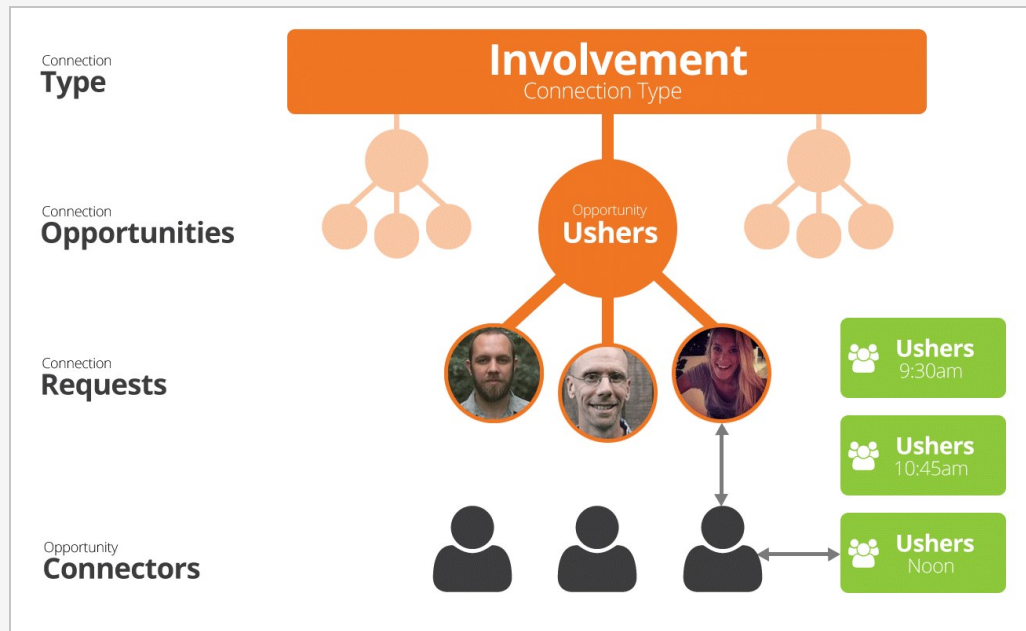 Connection
Type
Involvement
Connection Type
Connection
Opportunities
Opportunity
Ushers
Connection
Requests
Ushers
9:30am
Ushers
10:45am
Opportunity
Connectors
Ushers
Noon